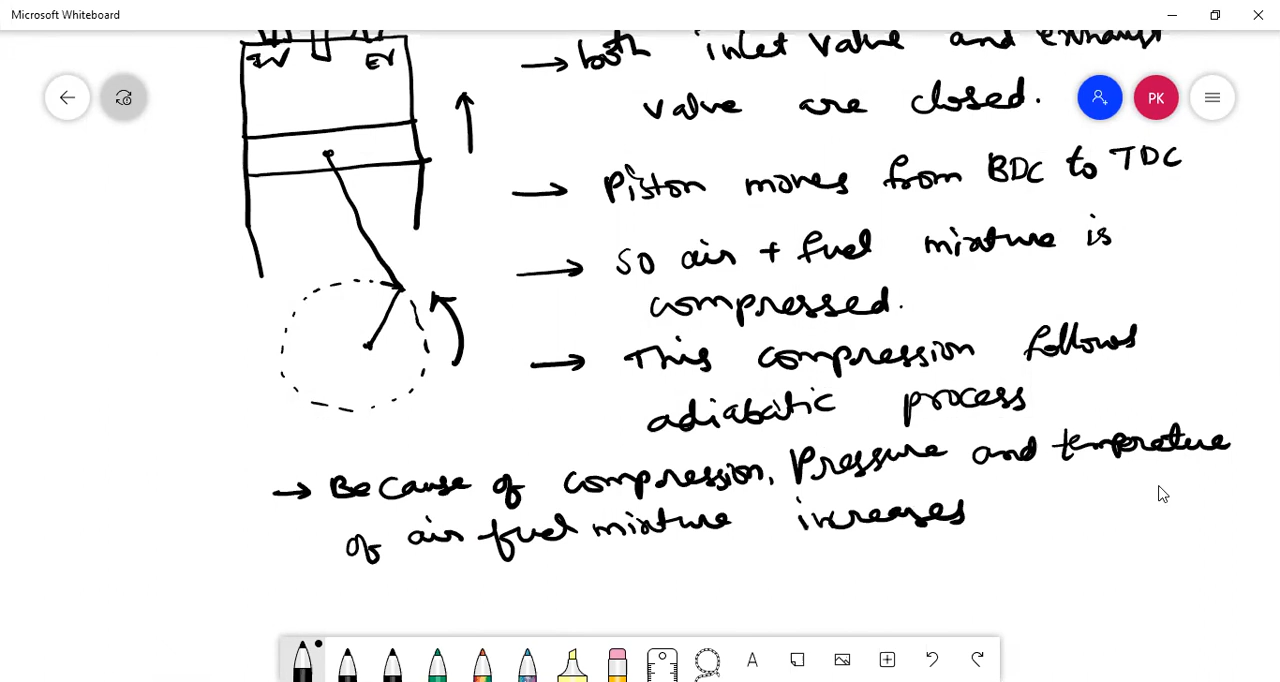 Microsoft Whiteboard
IV EV
→ both inlet valve and exhaust
valve are closed.
PK
→ Piston moves from BDC to TDC
→ so air + fuel mixture is
compressed.
→ This compression follows
adiabatic process
→ Because of compression, Pressure and temprature
of air fuel mixture increases
A